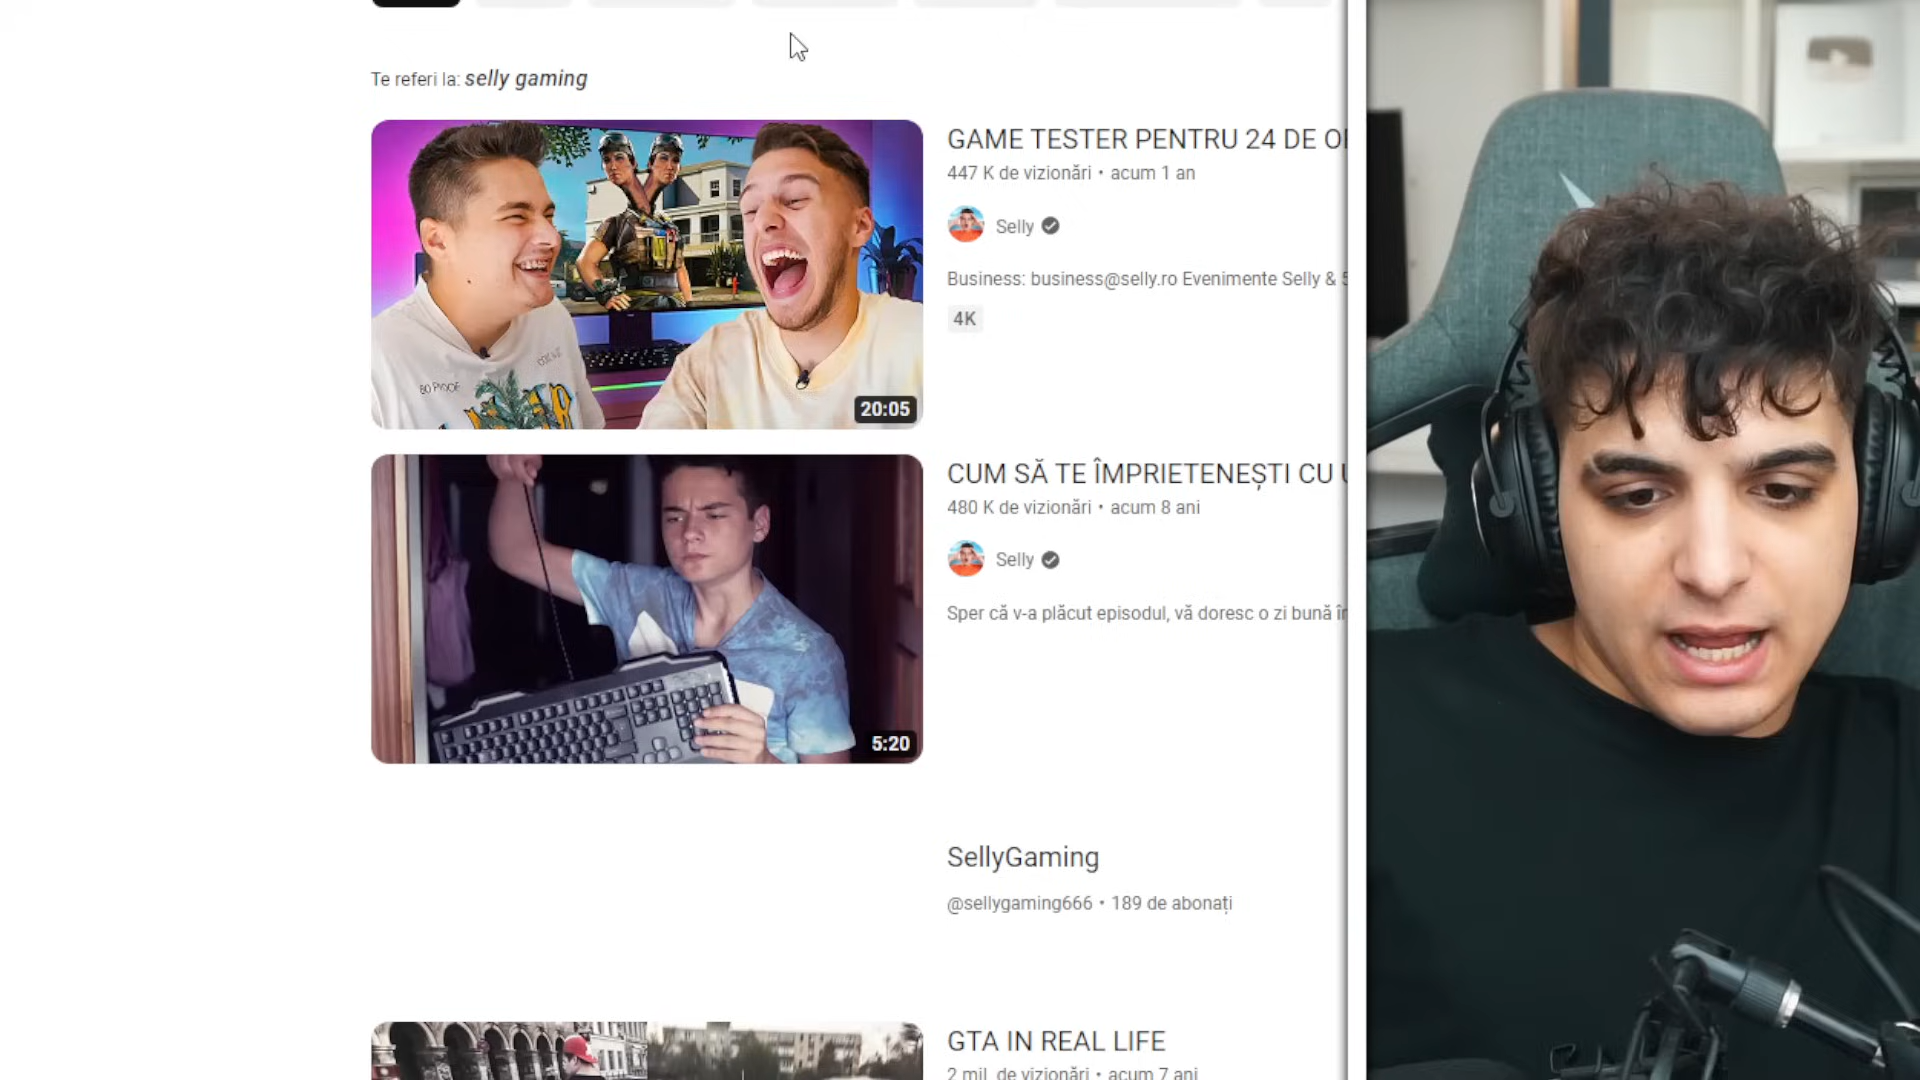 Te referi la: selly gaming
GAME TESTER PENTRU 24 DE
447 K de vizionări • acum 1 an
Selly
Business: business@selly.ro Evenimente Selly &
4K
20:05
CUM SĂ TE ÎMPRIETENEȘTI CU
480 K de vizionări • acum 8 ani
Selly
Sper că v-a plăcut episodul, vă doresc o zi bună
5:20
SellyGaming
@sellygaming666 • 189 de abonați
GTA IN REAL LIFE
2 mil. de vizionări • acum 7 ani